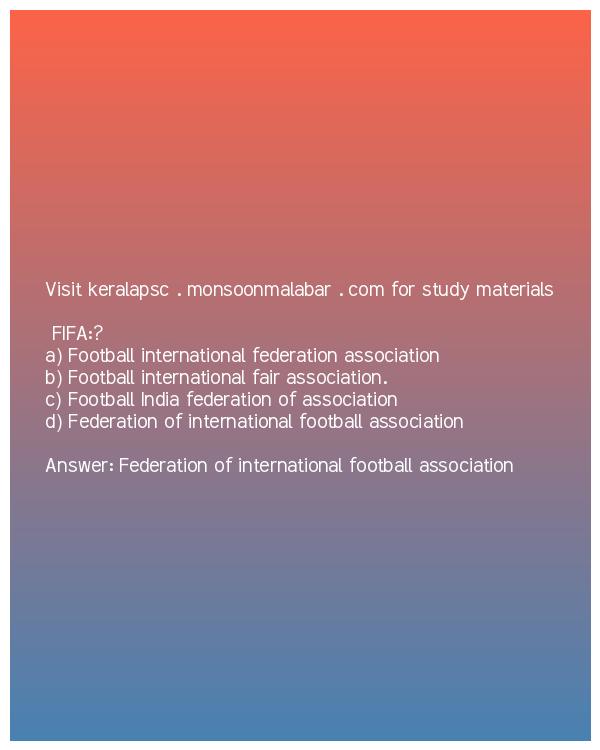 Visit keralapsc . monsoonmalabar . com for study materials
FIFA:?
a) Football international federation association
b) Football international fair association.
c) Football India federation of association
d) Federation of international football association
Answer: Federation of international football association